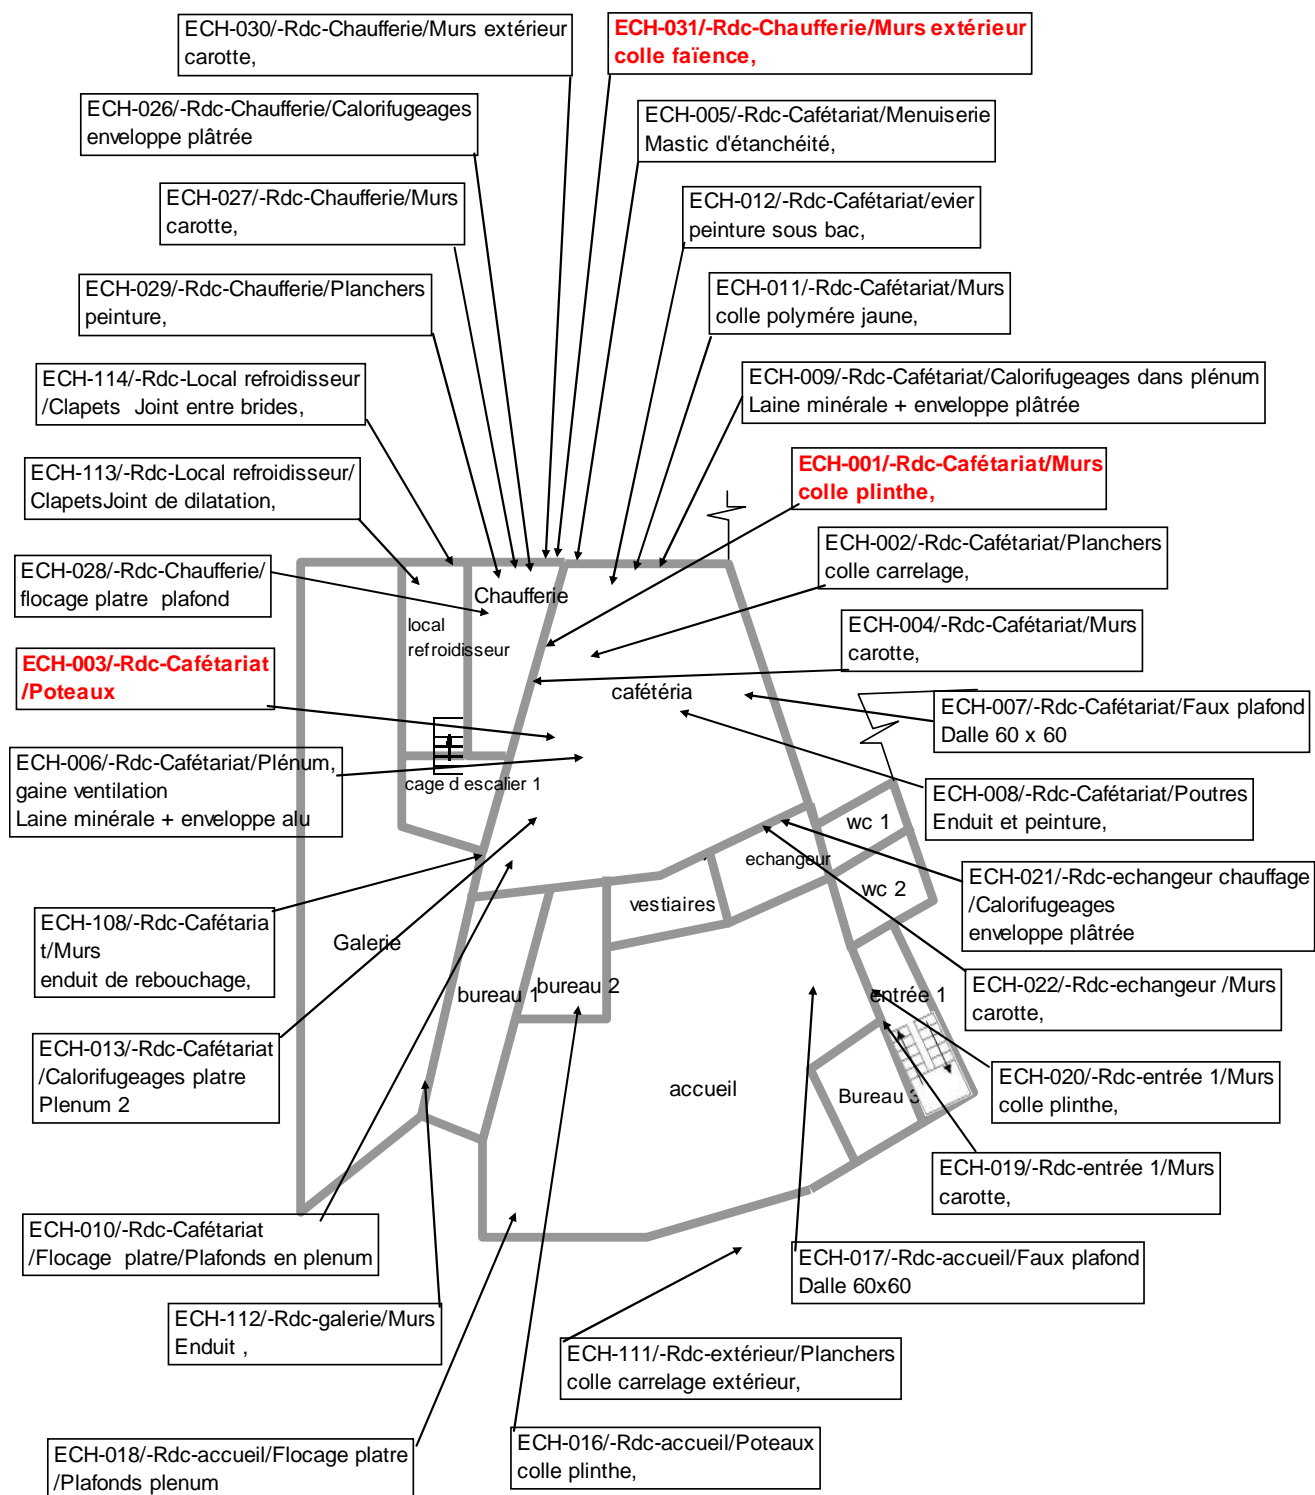 ECH-030/-Rdc-Chaufferie/Murs extérieur
carotte,
ECH-031/-Rdc-Chaufferie/Murs extérieur
colle faïence,
ECH-026/-Rdc-Chaufferie/Calorifugeages
enveloppe plâtrée
ECH-005/-Rdc-Cafétariat/Menuiserie
Mastic d'étanchéité,
ECH-027/-Rdc-Chaufferie/Murs
carotte,
ECH-012/-Rdc-Cafétariat/evier
peinture sous bac,
ECH-029/-Rdc-Chaufferie/Planchers
peinture,
ECH-011/-Rdc-Cafétariat/Murs
colle polymére jaune,
ECH-114/-Rdc-Local refroidisseur
/Clapets Joint entre brides,
ECH-009/-Rdc-Cafétariat/Calorifugeages dans plénum
Laine minérale + enveloppe plâtrée
ECH-113/-Rdc-Local refroidisseur/
ClapetsJoint de dilatation,
ECH-001/-Rdc-Cafétariat/Murs
colle plinthe,
ECH-028/-Rdc-Chaufferie/
flocage platre plafond
ECH-002/-Rdc-Cafétariat/Planchers
colle carrelage,
Chaufferie
local
refroidisseur
ECH-004/-Rdc-Cafétariat/Murs
carotte,
ECH-003/-Rdc-Cafétariat
/Poteaux
cafétéria
ECH-007/-Rdc-Cafétariat/Faux plafond
Dalle 60 x 60
ECH-006/-Rdc-Cafétariat/Plénum,
gaine ventilation
Laine minérale + enveloppe alu
cage d escalier 1
ECH-008/-Rdc-Cafétariat/Poutres
Enduit et peinture,
wc 1
echangeur
wc 2
ECH-021/-Rdc-echangeur chauffage
/Calorifugeages
enveloppe plâtrée
vestiaires
ECH-108/-Rdc-Cafétaria
t/Murs
enduit de rebouchage,
Galerie
bureau 1
bureau 2
entrée 1
ECH-022/-Rdc-echangeur /Murs
carotte,
ECH-013/-Rdc-Cafétariat
/Calorifugeages platre
Plenum 2
accueil
Bureau 3
ECH-020/-Rdc-entrée 1/Murs
colle plinthe,
ECH-019/-Rdc-entrée 1/Murs
carotte,
ECH-010/-Rdc-Cafétariat
/Flocage platre/Plafonds en plenum
ECH-017/-Rdc-accueil/Faux plafond
Dalle 60x60
ECH-112/-Rdc-galerie/Murs
Enduit ,
ECH-111/-Rdc-extérieur/Planchers
colle carrelage extérieur,
ECH-018/-Rdc-accueil/Flocage platre
/Plafonds plenum
ECH-016/-Rdc-accueil/Poteaux
colle plinthe,